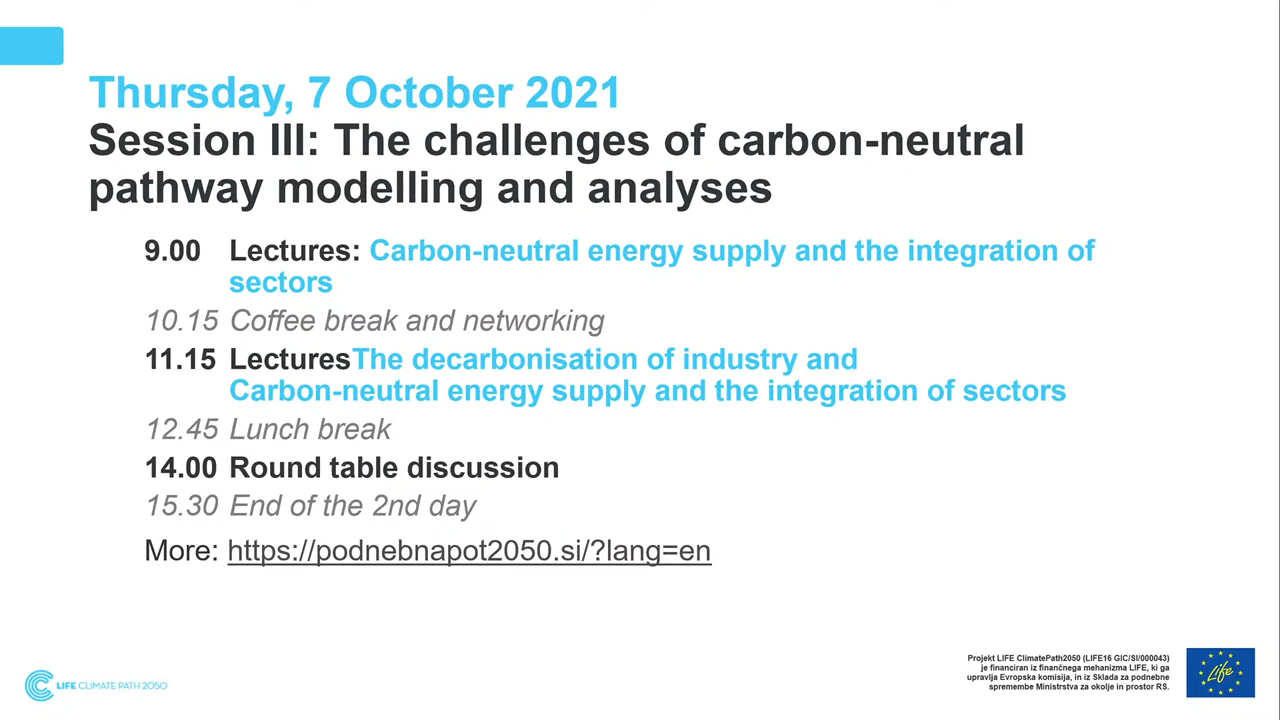 Thursday, 7 October 2021
Session III: The challenges of carbon-neutral
pathway modelling and analyses
9.00 Lectures: Carbon-neutral energy supply and the integration of
sectors
10.15 Coffee break and networking
11.15 LecturesThe decarbonisation of industry and
Carbon-neutral energy supply and the integration of sectors
12.45 Lunch break
14.00 Round table discussion
15.30 End of the 2nd day
More: https://podnebnapot2050.si/?lang=en
LIFE CLIMATE PATH 2050
Projekt LIFE ClimatePath2050 (LIFE16 GIC/SI/000043)
je financiran iz finančnega mehanizma LIFE, ki ga
upravlja Evropska komisija, in iz Sklada za podnebne
spremembe Ministrstva za okolje in prostor RS.
Life